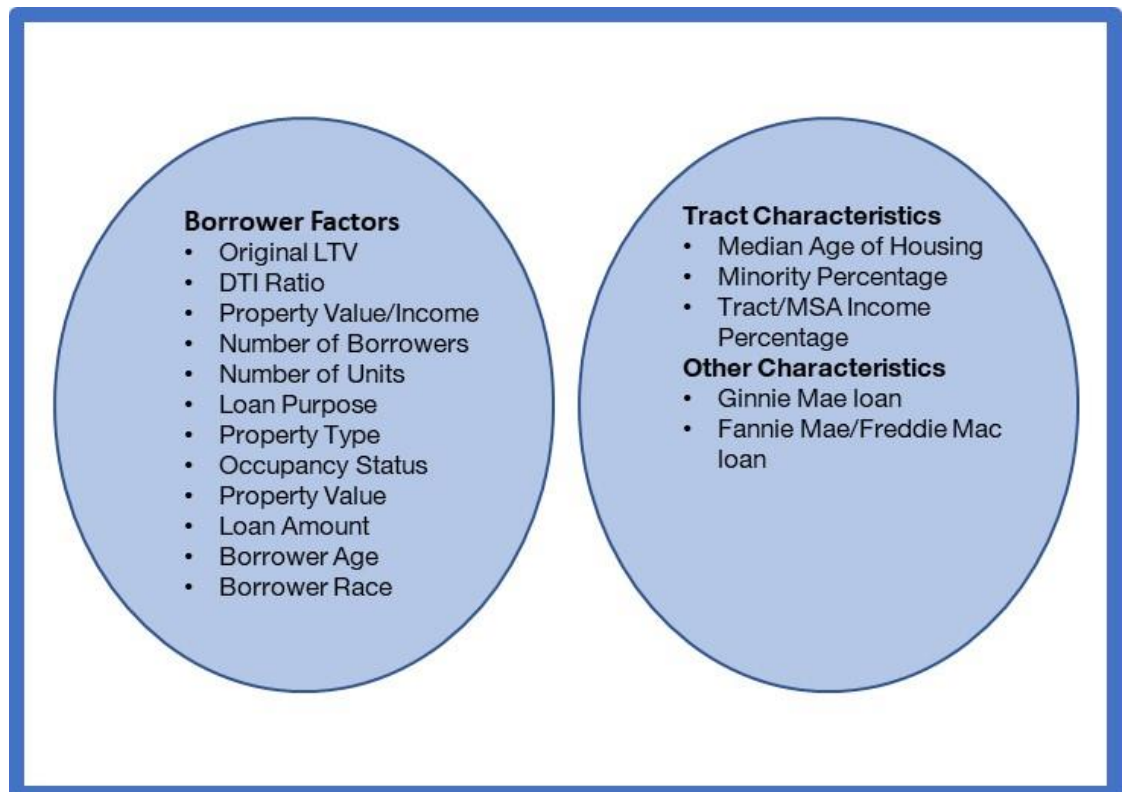 Borrower Factors
• Original LTV
• DTI Ratio
• Property Value/Income
• Number of Borrowers
• Number of Units
• Loan Purpose
• Property Type
• Occupancy Status
• Property Value
• Loan Amount
• Borrower Age
• Borrower Race
Tract Characteristics
• Median Age of Housing
• Minority Percentage
• Tract/MSA Income
Percentage
Other Characteristics
• Ginnie Mae loan
• Fannie Mae/Freddie Mac
loan